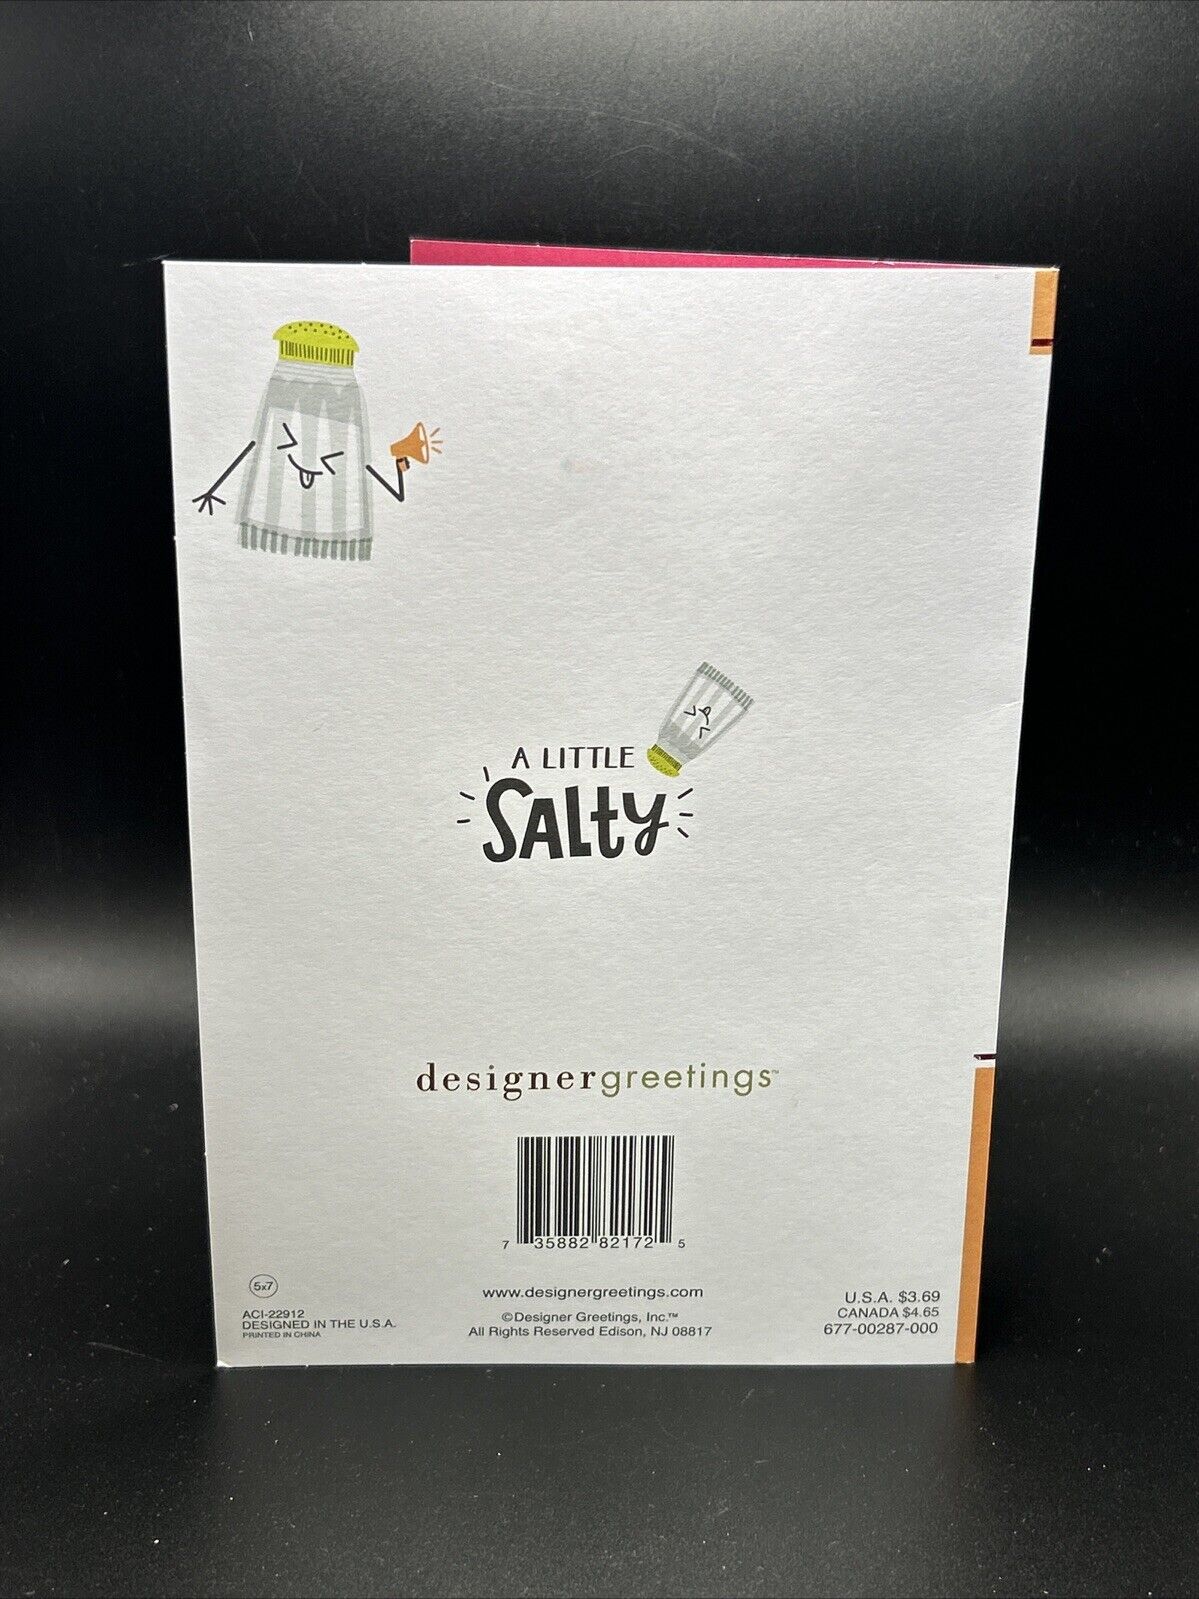 A LITTLE
SALty
designergreetings™
7 35882 82172 5
5x7
ACI-22912
DESIGNED IN THE U.S.A.
PRINTED IN CHINA
www.designergreetings.com
©Designer Greetings, Inc.™
All Rights Reserved Edison, NJ 08817
U.S.A. $3.69
CANADA $4.65
677-00287-000